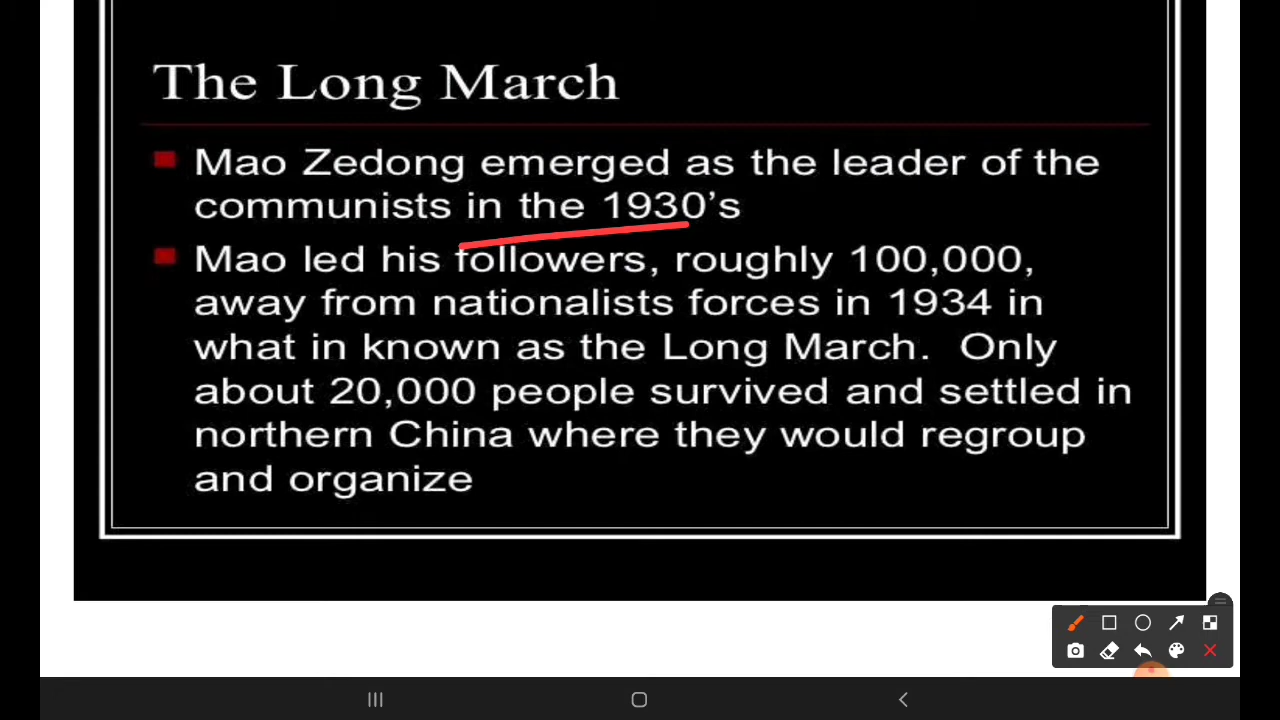 The Long March
Mao Zedong emerged as the leader of the
communists in the 1930's
Mao led his followers, roughly 100,000,
away from nationalists forces in 1934 in
what in known as the Long March. Only
about 20,000 people survived and settled in
northern China where they would regroup
and organize